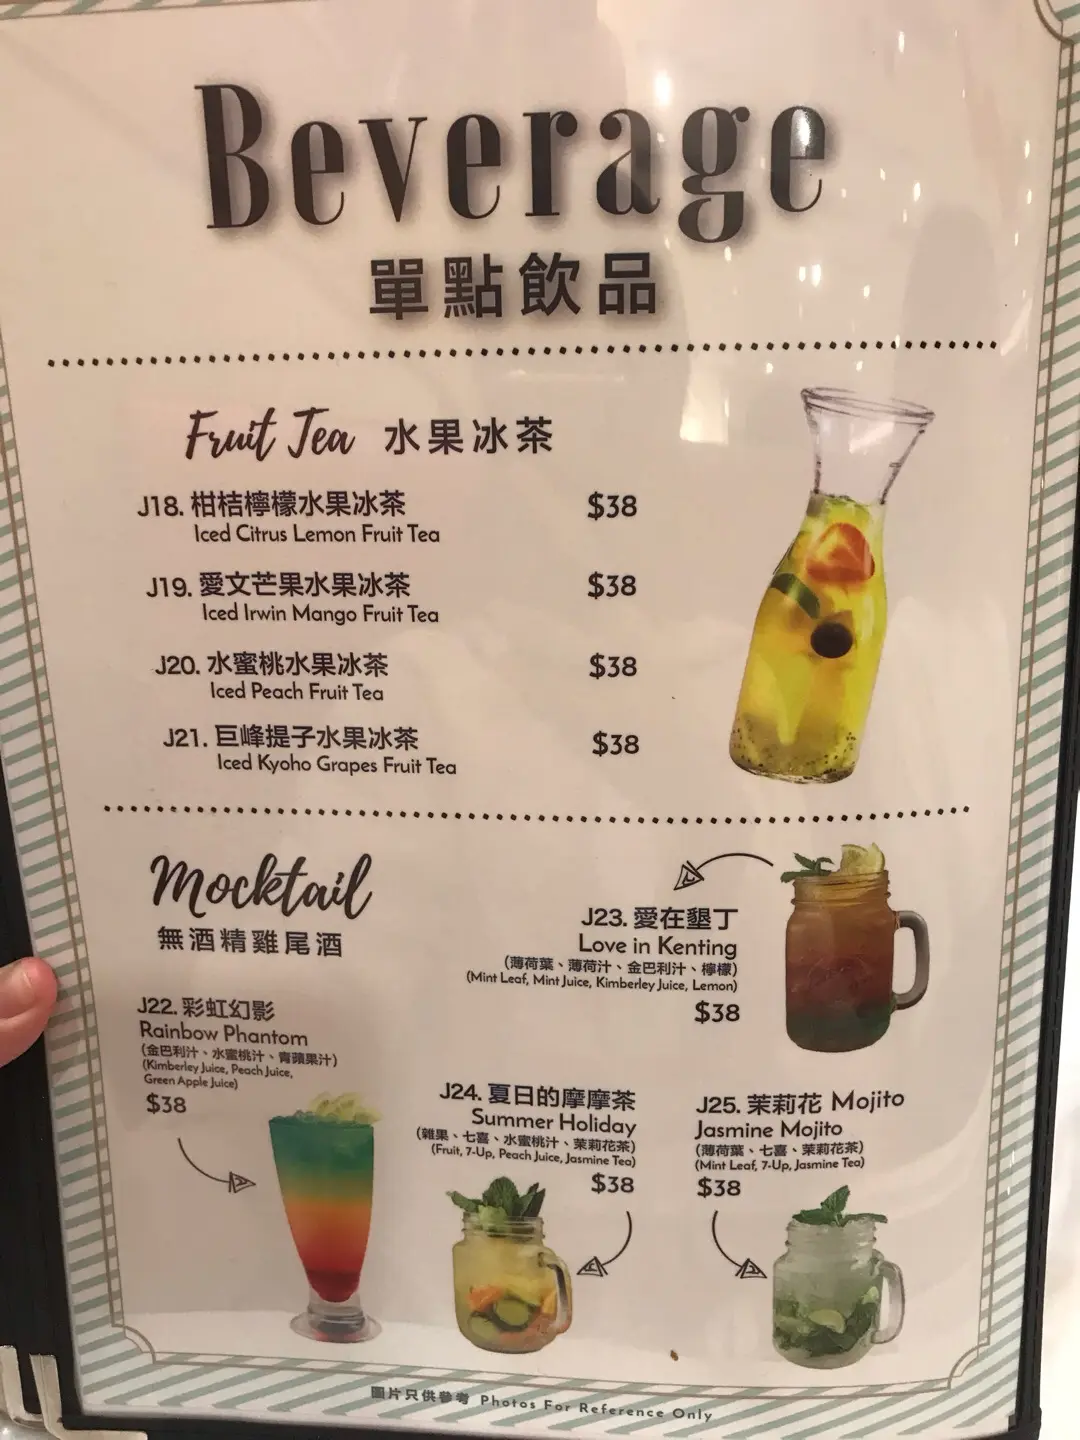 Beverage
單點飲品
Fruit Tea 水果冰茶
J18. 柑桔檸檬水果冰茶 $38
Iced Citrus Lemon Fruit Tea
J19. 愛文芒果水果冰茶 $38
Iced Irwin Mango Fruit Tea
J20. 水蜜桃水果冰茶 $38
Iced Peach Fruit Tea
J21. 巨峰提子水果冰茶 $38
Iced Kyoho Grapes Fruit Tea
Mocktail
無酒精雞尾酒
J22. 彩虹幻影
Rainbow Phantom
(金巴利汁、水蜜桃汁、青蘋果汁)
(Kimberley Juice, Peach Juice,
Green Apple Juice)
$38
J23. 愛在墾丁
Love in Kenting
(薄荷葉、薄荷汁、金巴利汁、檸檬)
(Mint Leaf, Mint Juice, Kimberley Juice, Lemon)
$38
J24. 夏日的摩摩茶
Summer Holiday
(雜果、七喜、水蜜桃汁、茉莉花茶)
(Fruit, 7-Up, Peach Juice, Jasmine Tea)
$38
J25. 茉莉花 Mojito
Jasmine Mojito
(薄荷葉、七喜、茉莉花茶)
(Mint Leaf, 7-Up, Jasmine Tea)
$38
圖片只供參考 Photos For Reference Only